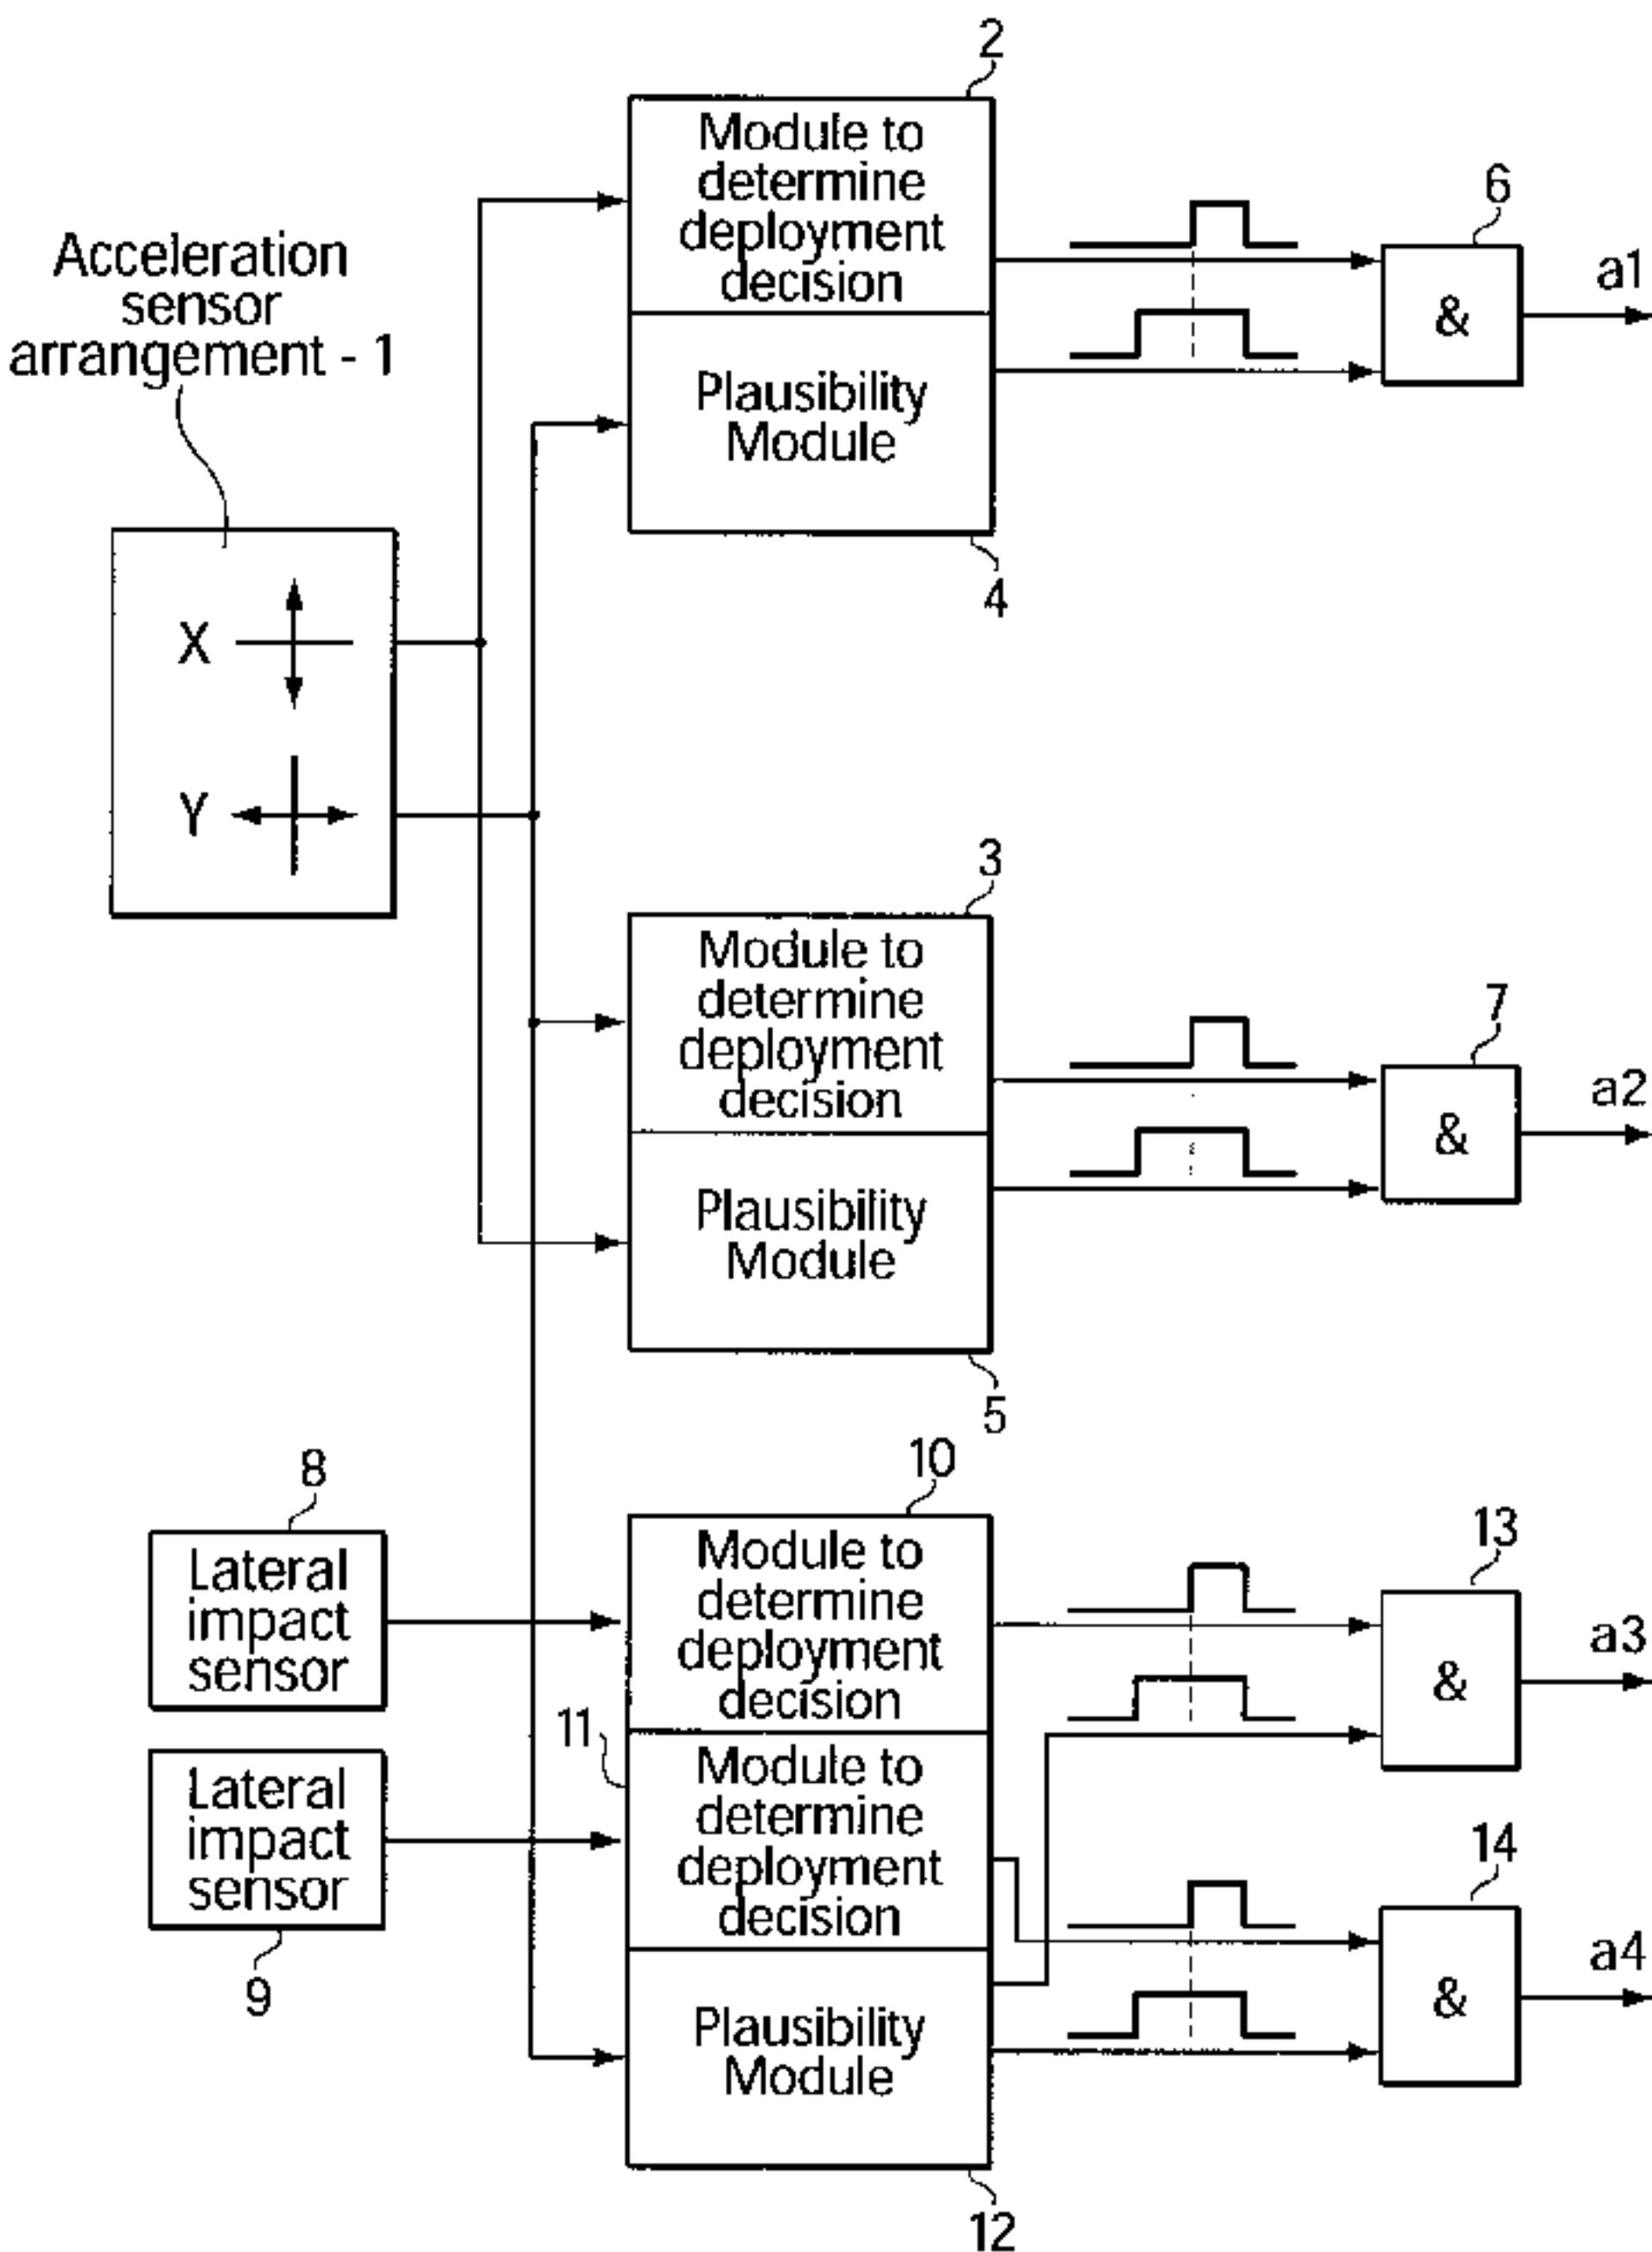 2
Module to
determine
deployment
decision
6
a1
&
Acceleration
sensor
arrangement - 1
Plausibility
Module
4
X
Y
3
Module to
determine
deployment
decision
7
a2
&
Plausibility
Module
5
8
Lateral
impact
sensor
10
Module to
determine
deployment
decision
13
a3
&
11
Lateral
impact
sensor
9
Module to
determine
deployment
decision
14
a4
&
Plausibility
Module
12